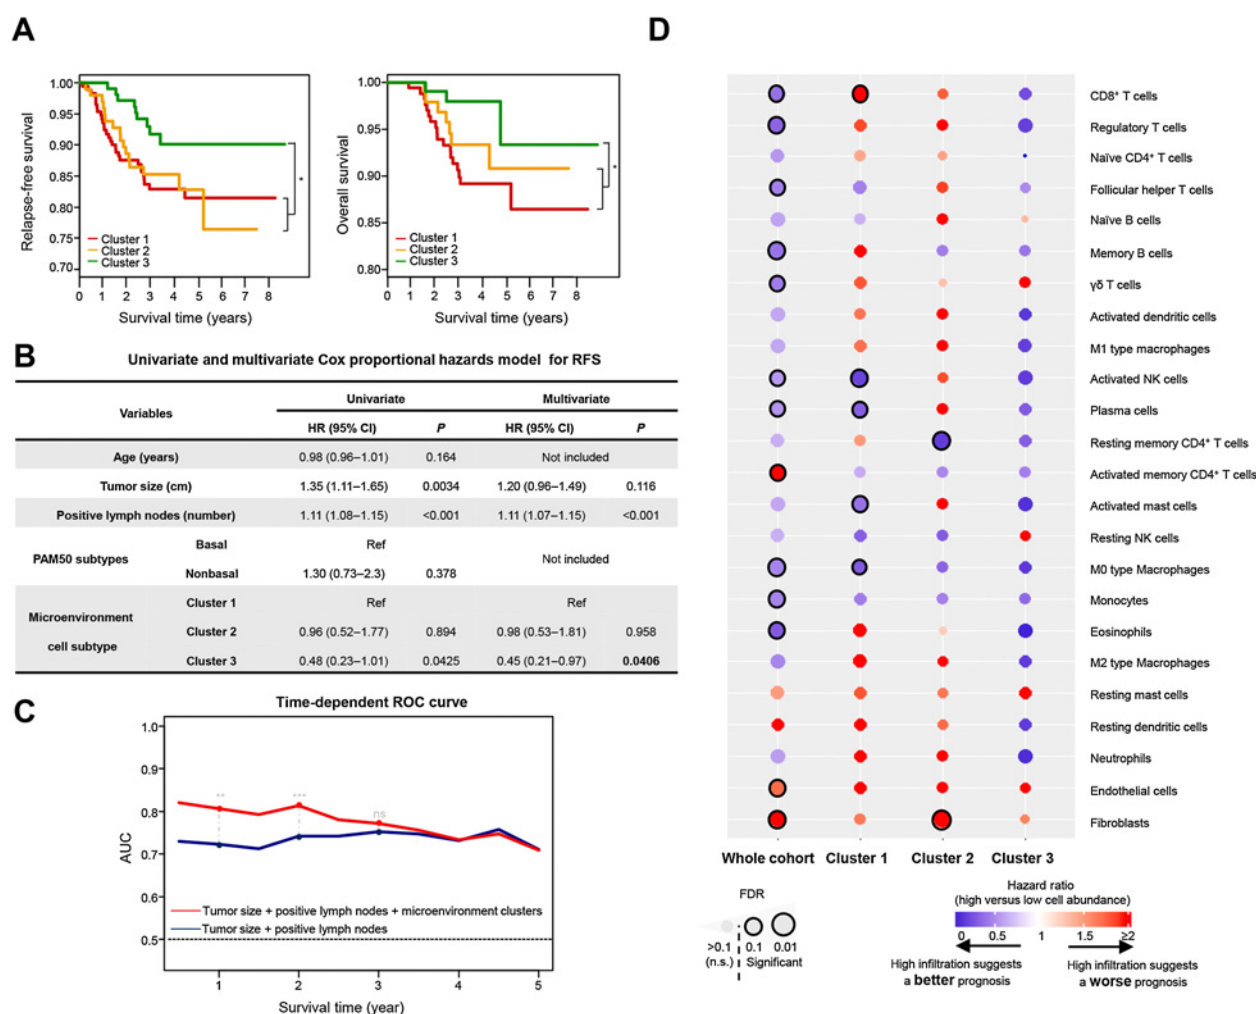 A
Relapse-free survival
1.00
0.95
0.90
0.85
0.80
0.75
0.70
Cluster 1
Cluster 2
Cluster 3
*
0 1 2 3 4 5 6 7 8
Survival time (years)
Overall survival
1.00
0.95
0.90
0.85
0.80
Cluster 1
Cluster 2
Cluster 3
*
0 1 2 3 4 5 6 7 8
Survival time (years)
B
Univariate and multivariate Cox proportional hazards model for RFS
Variables Univariate Multivariate
HR (95% CI) P HR (95% CI) P
Age (years) 0.98 (0.96–1.01) 0.164 Not included
Tumor size (cm) 1.35 (1.11–1.65) 0.0034 1.20 (0.96–1.49) 0.116
Positive lymph nodes (number) 1.11 (1.08–1.15) <0.001 1.11 (1.07–1.15) <0.001
PAM50 subtypes Basal Ref Not included
Nonbasal 1.30 (0.73–2.3) 0.378
Microenvironment cell subtype Cluster 1 Ref Ref
Cluster 2 0.96 (0.52–1.77) 0.894 0.98 (0.53–1.81) 0.958
Cluster 3 0.48 (0.23–1.01) 0.0425 0.45 (0.21–0.97) 0.0406
C
Time-dependent ROC curve
AUC
1.0
0.9
0.8
0.7
0.6
0.5
** *** ns
Tumor size + positive lymph nodes + microenvironment clusters
Tumor size + positive lymph nodes
1 2 3 4 5
Survival time (year)
D
CD8⁺ T cells
Regulatory T cells
Naïve CD4⁺ T cells
Follicular helper T cells
Naïve B cells
Memory B cells
γδ T cells
Activated dendritic cells
M1 type macrophages
Activated NK cells
Plasma cells
Resting memory CD4⁺ T cells
Activated memory CD4⁺ T cells
Activated mast cells
Resting NK cells
M0 type Macrophages
Monocytes
Eosinophils
M2 type Macrophages
Resting mast cells
Resting dendritic cells
Neutrophils
Endothelial cells
Fibroblasts
Whole cohort Cluster 1 Cluster 2 Cluster 3
FDR
>0.1 0.1 0.01
(n.s.) Significant
Hazard ratio
(high versus low cell abundance)
0 0.5 1 1.5 ≥2
High infiltration suggests
a better prognosis
High infiltration suggests
a worse prognosis